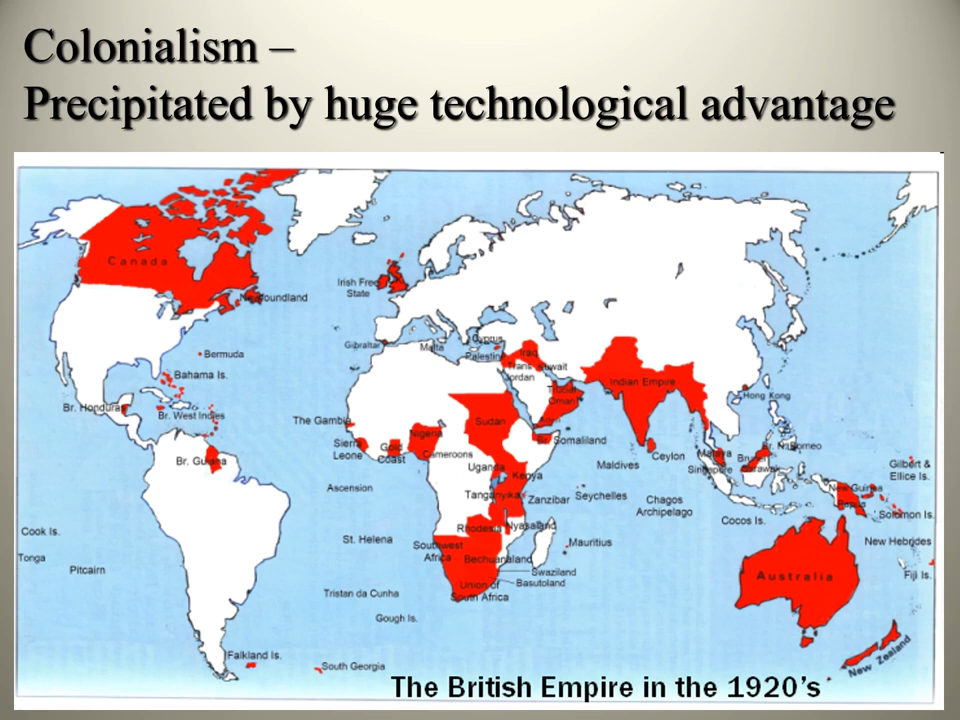 Colonialism –
Precipitated by huge technological advantage
Canada
Newfoundland
Irish Free
State
Bermuda
Gibraltar
Malta
Cyprus
Palestine
Iraq
Trans
Jordan
Kuwait
Bahama Is.
Trucial
Oman
Indian Empire
Hong Kong
Br. Honduras
Br. West Indies
The Gambia
Sierra
Leone
Gold
Coast
Nigeria
Cameroons
Sudan
Br. Somaliland
Maldives
Ceylon
Malaya
Singapore
Brunei
Sarawak
Br. N. Borneo
Br. Guiana
Uganda
Kenya
Ascension
Tanganyika
Zanzibar
Seychelles
Chagos
Archipelago
Cocos Is.
New Guinea
Papua
Gilbert &
Ellice Is.
Solomon Is.
Cook Is.
Tonga
Pitcairn
St. Helena
Rhodesia
Nyasaland
Mauritius
New Hebrides
Fiji Is.
Southwest
Africa
Bechuanaland
Swaziland
Basutoland
Union of
South Africa
Australia
Tristan da Cunha
Gough Is.
Falkland Is.
South Georgia
New Zealand
The British Empire in the 1920's